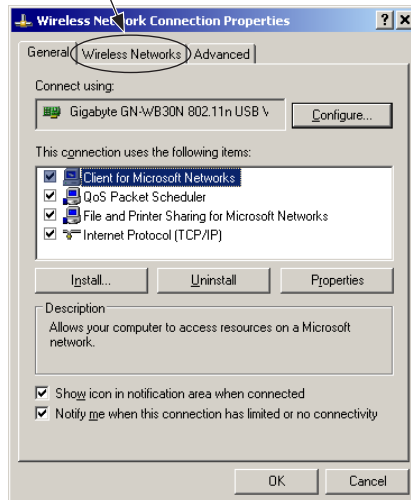 Wireless Network Connection Properties
General Wireless Networks Advanced
Connect using:
Gigabyte GN-WB30N 802.11n USB
Configure...
This connection uses the following items:
Client for Microsoft Networks
QoS Packet Scheduler
File and Printer Sharing for Microsoft Networks
Internet Protocol (TCP/IP)
Install... Uninstall Properties
Description
Allows your computer to access resources on a Microsoft
network.
Show icon in notification area when connected
Notify me when this connection has limited or no connectivity
OK Cancel